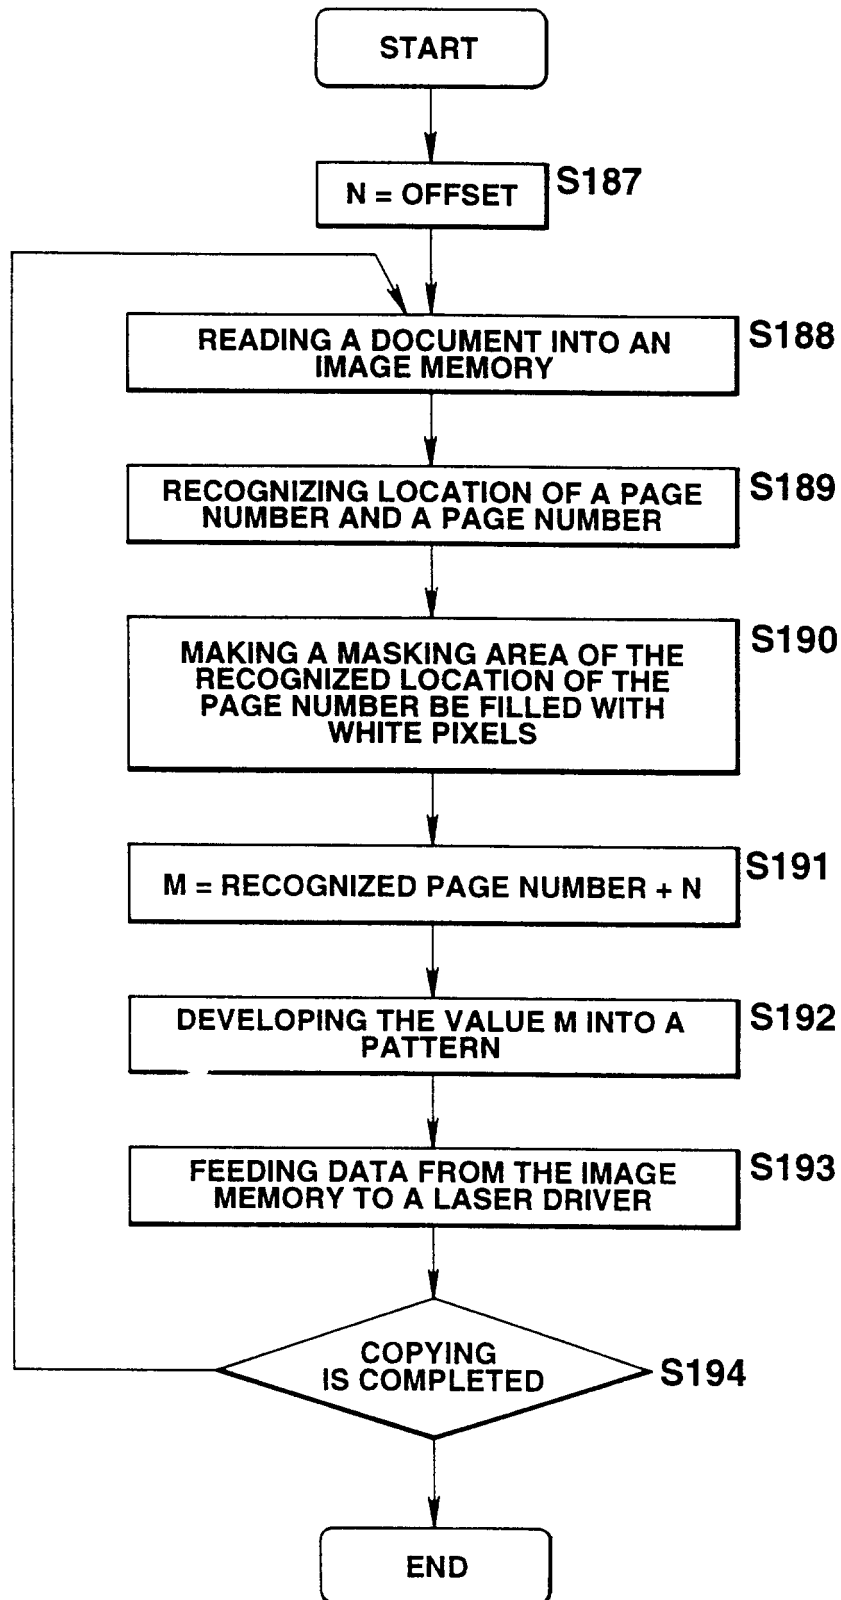 START
N = OFFSET
S187
READING A DOCUMENT INTO AN
IMAGE MEMORY
S188
RECOGNIZING LOCATION OF A PAGE
NUMBER AND A PAGE NUMBER
S189
MAKING A MASKING AREA OF THE
RECOGNIZED LOCATION OF THE
PAGE NUMBER BE FILLED WITH
WHITE PIXELS
S190
M = RECOGNIZED PAGE NUMBER + N
S191
DEVELOPING THE VALUE M INTO A
PATTERN
S192
FEEDING DATA FROM THE IMAGE
MEMORY TO A LASER DRIVER
S193
COPYING
IS COMPLETED
S194
END